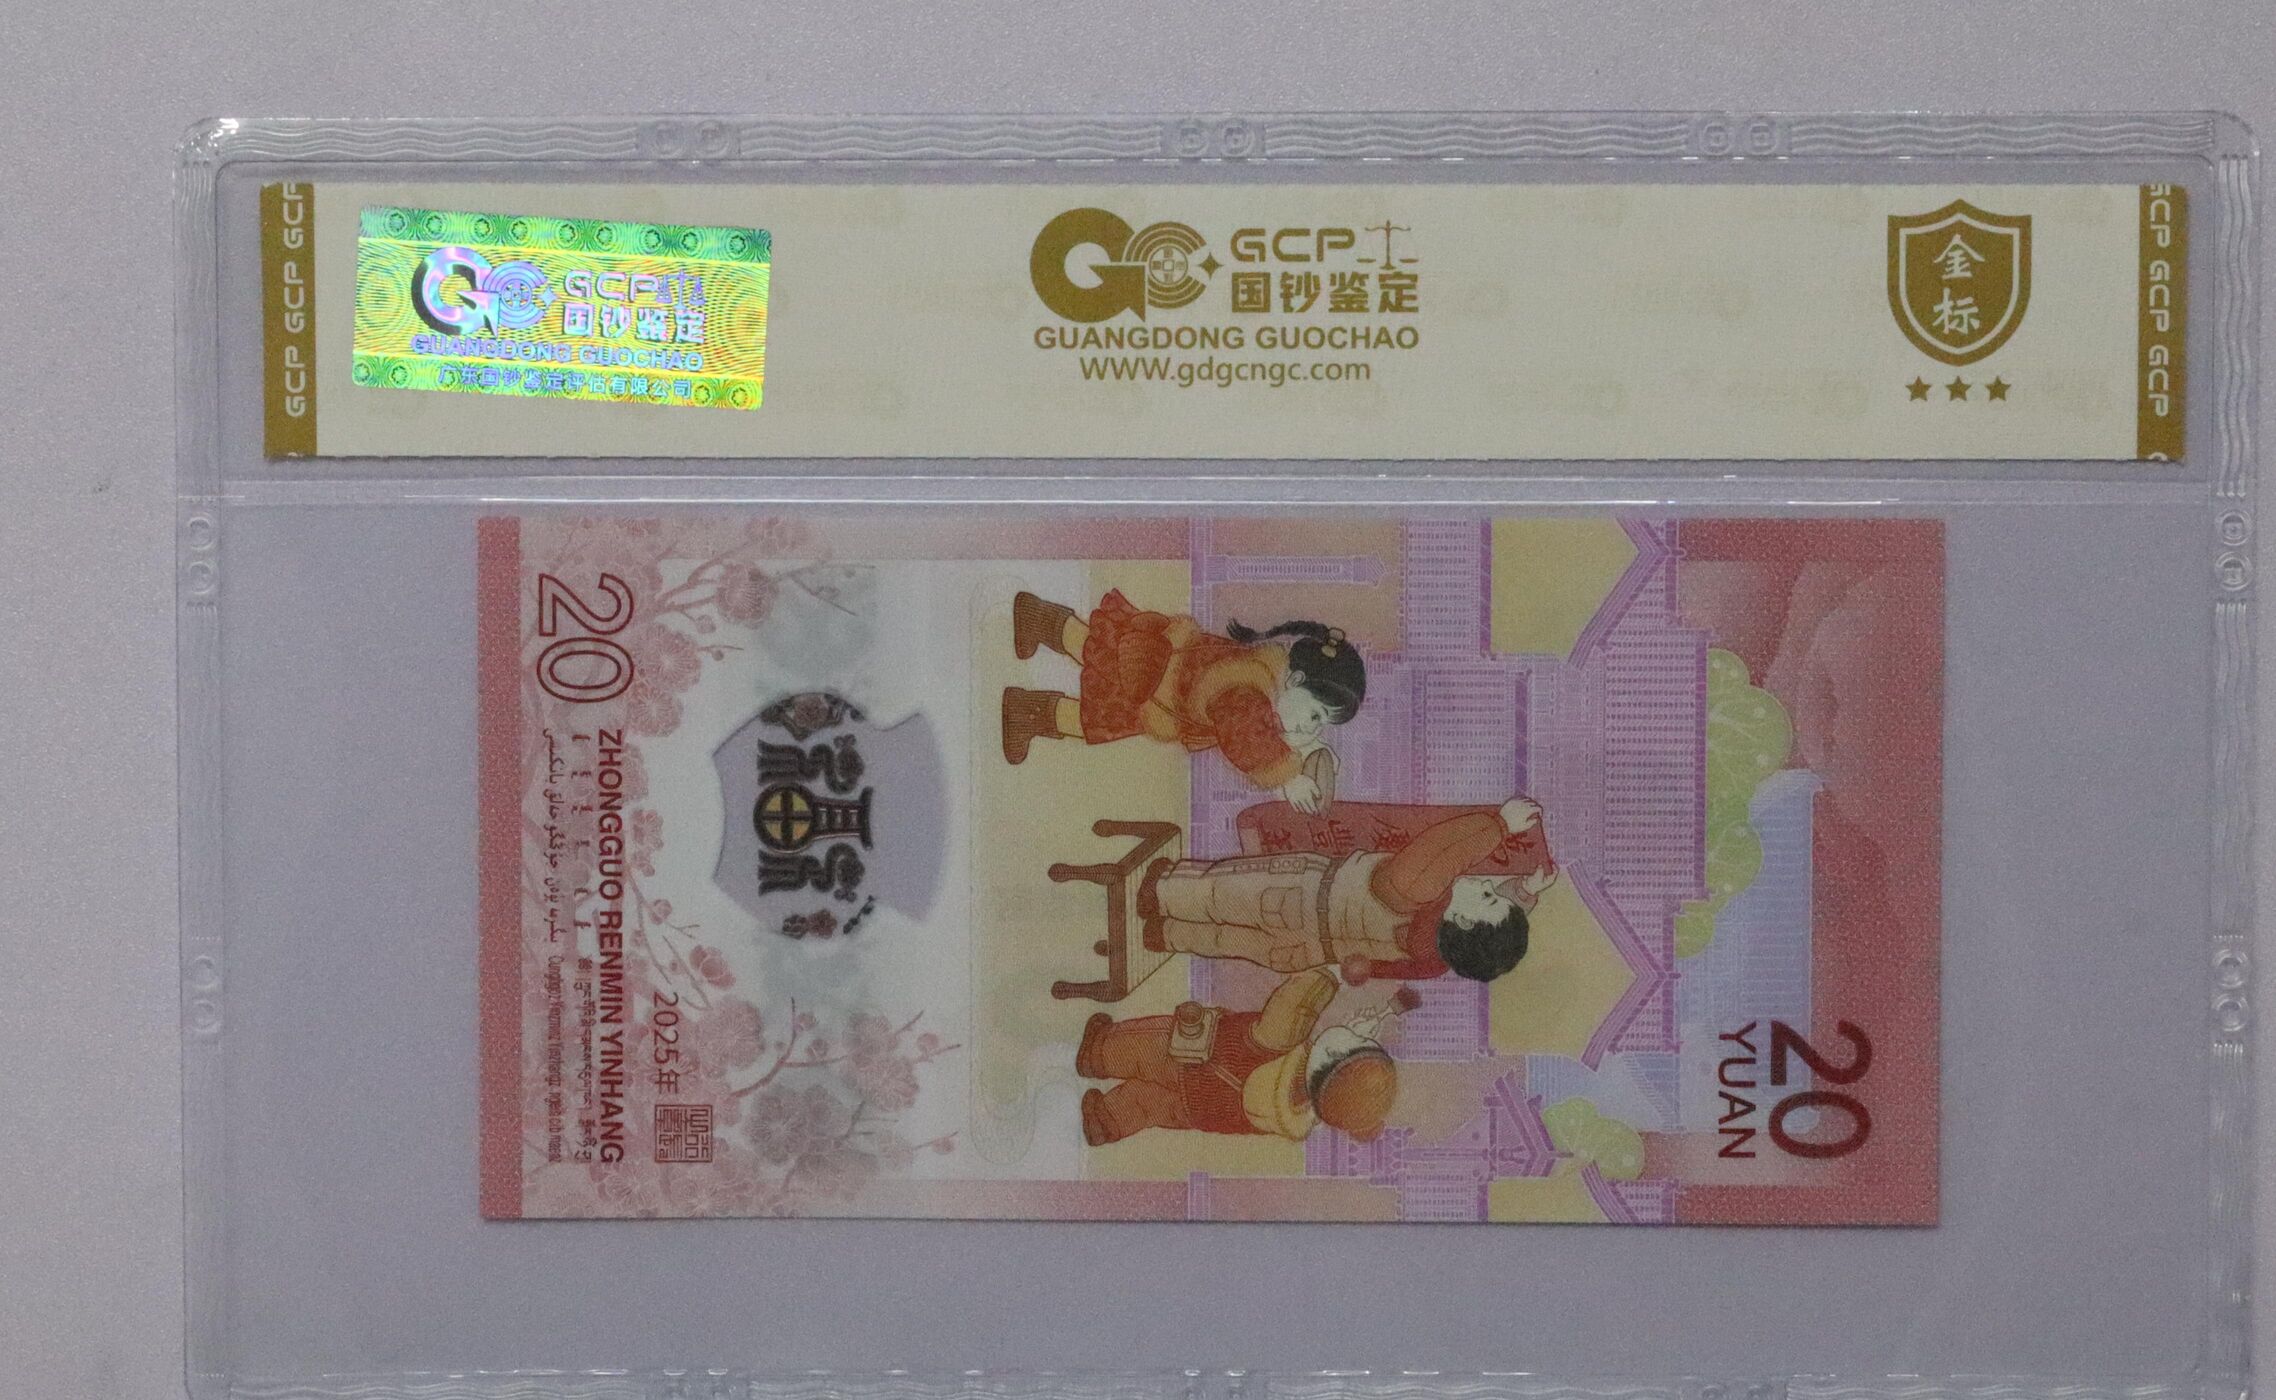 GCP GCP GCP
GCP 国钞鉴定
GUANGDONG GUOCHAO
广东国钞鉴定评估有限公司
GCP
国钞鉴定
GUANGDONG GUOCHAO
WWW.gdgcngc.com
金标
GCP GCP GCP
20
ZHONGGUO RENMIN YINHANG
2025年
20
YUAN